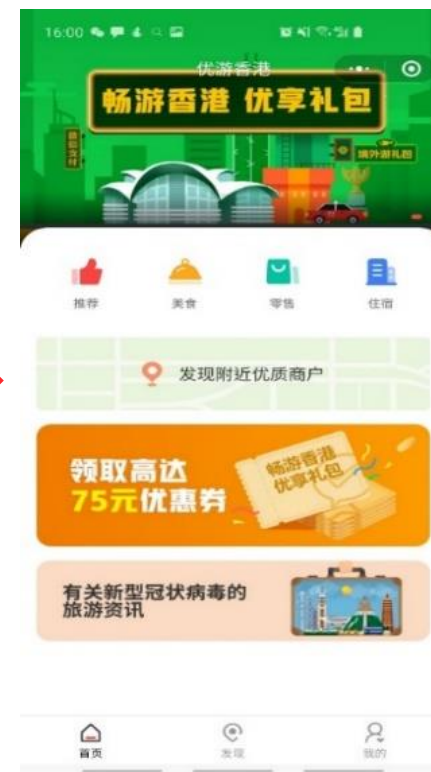 16:00
优游香港
畅游香港 优享礼包
境外游礼包
推荐
美食
零售
住宿
发现附近优质商户
领取高达
75元优惠券
畅游香港
优享礼包
有关新型冠状病毒的
旅游资讯
首页
发现
我的